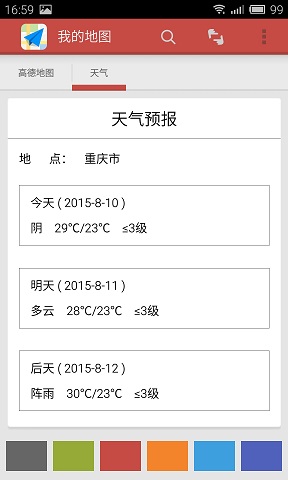 16:59
99
我的地图
高德地图
天气
天气预报
地 点: 重庆市
今天 ( 2015-8-10 )
阴 29℃/23℃ ≤3级
明天 ( 2015-8-11 )
多云 28℃/23℃ ≤3级
后天 ( 2015-8-12 )
阵雨 30℃/23℃ ≤3级